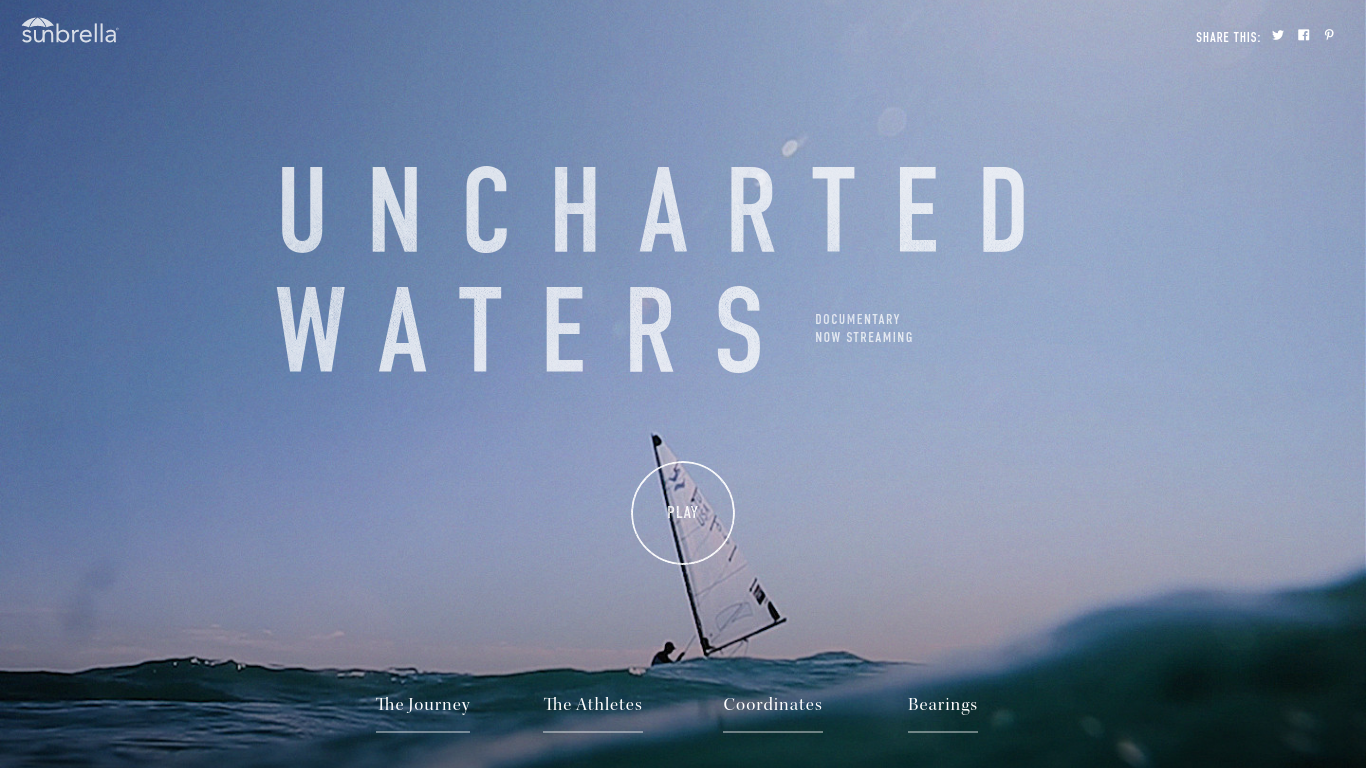 sunbrella
SHARE THIS:
UNCHARTED
WATERS
DOCUMENTARY
NOW STREAMING
PLAY
The Journey
The Athletes
Coordinates
Bearings